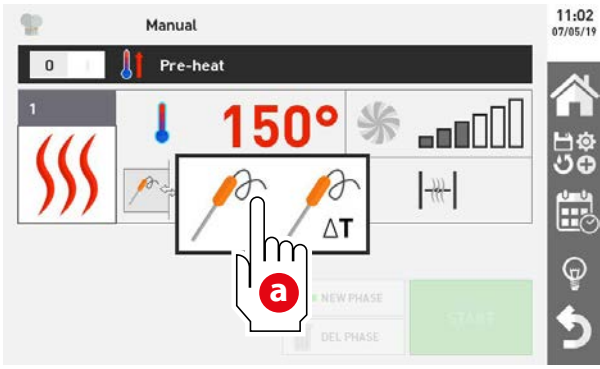 Manual
11:02
07/05/19
0 I Pre-heat
1
150°
ΔT
a
NEW PHASE
START
DEL PHASE